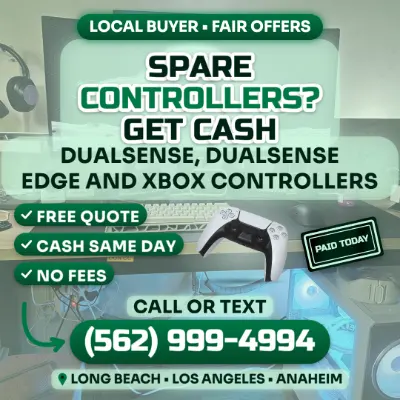 LOCAL BUYER • FAIR OFFERS
SPARE
CONTROLLERS?
GET CASH
DUALSENSE, DUALSENSE
EDGE AND XBOX CONTROLLERS
FREE QUOTE
CASH SAME DAY
NO FEES
PAID TODAY
CALL OR TEXT
(562) 999-4994
LONG BEACH • LOS ANGELES • ANAHEIM